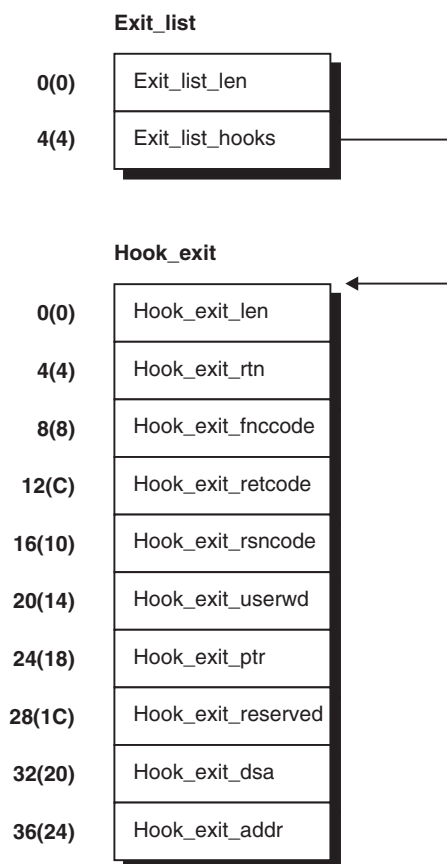 Exit_list
0(0) Exit_list_len
4(4) Exit_list_hooks
Hook_exit
0(0) Hook_exit_len
4(4) Hook_exit_rtn
8(8) Hook_exit_fnccode
12(C) Hook_exit_retcode
16(10) Hook_exit_rsncode
20(14) Hook_exit_userwd
24(18) Hook_exit_ptr
28(1C) Hook_exit_reserved
32(20) Hook_exit_dsa
36(24) Hook_exit_addr